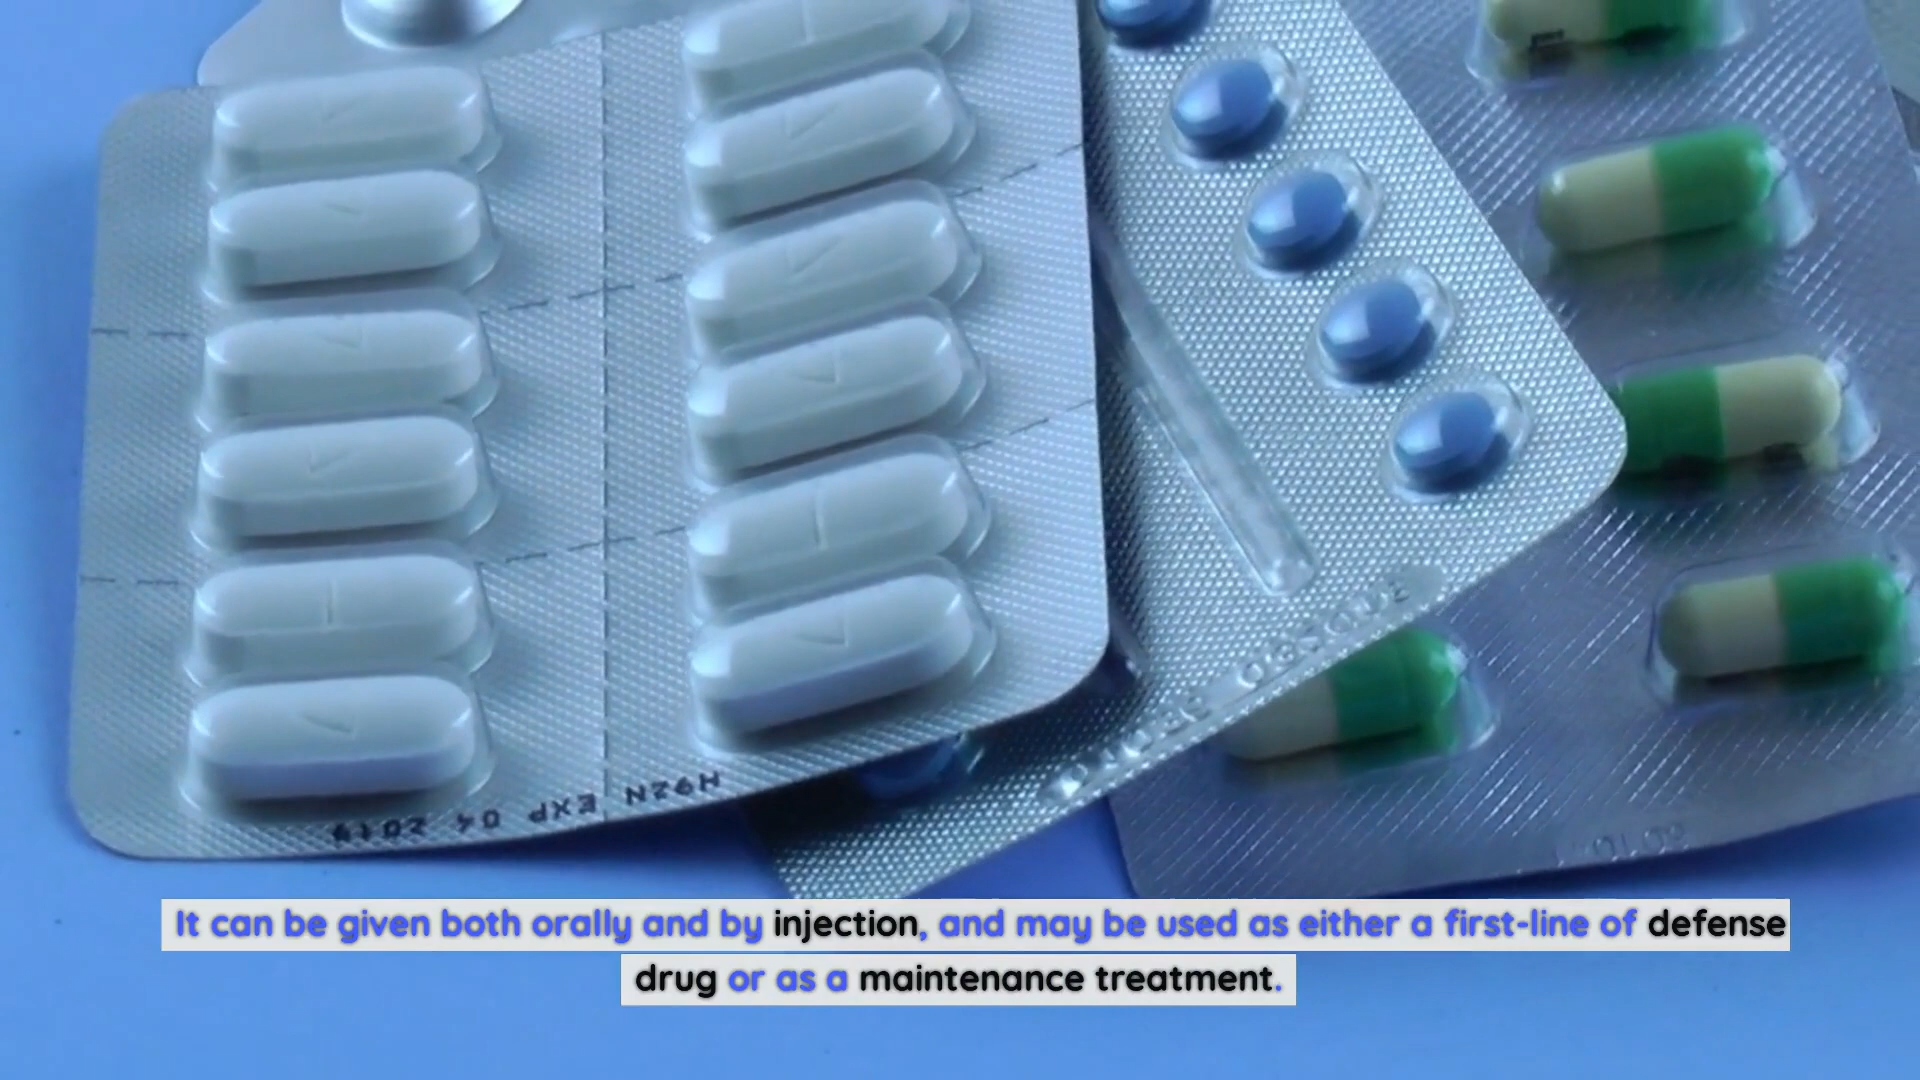 H92N EXP 04 2019
It can be given both orally and by injection, and may be used as either a first-line of defense
drug or as a maintenance treatment.